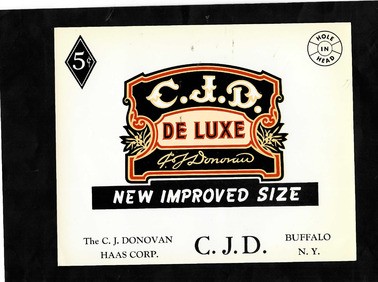 5¢
HOLE
IN
HEAD
C.J.D.
DE LUXE
C J Donovan
NEW IMPROVED SIZE
The C. J. DONOVAN
HAAS CORP.
C. J. D.
BUFFALO
N. Y.